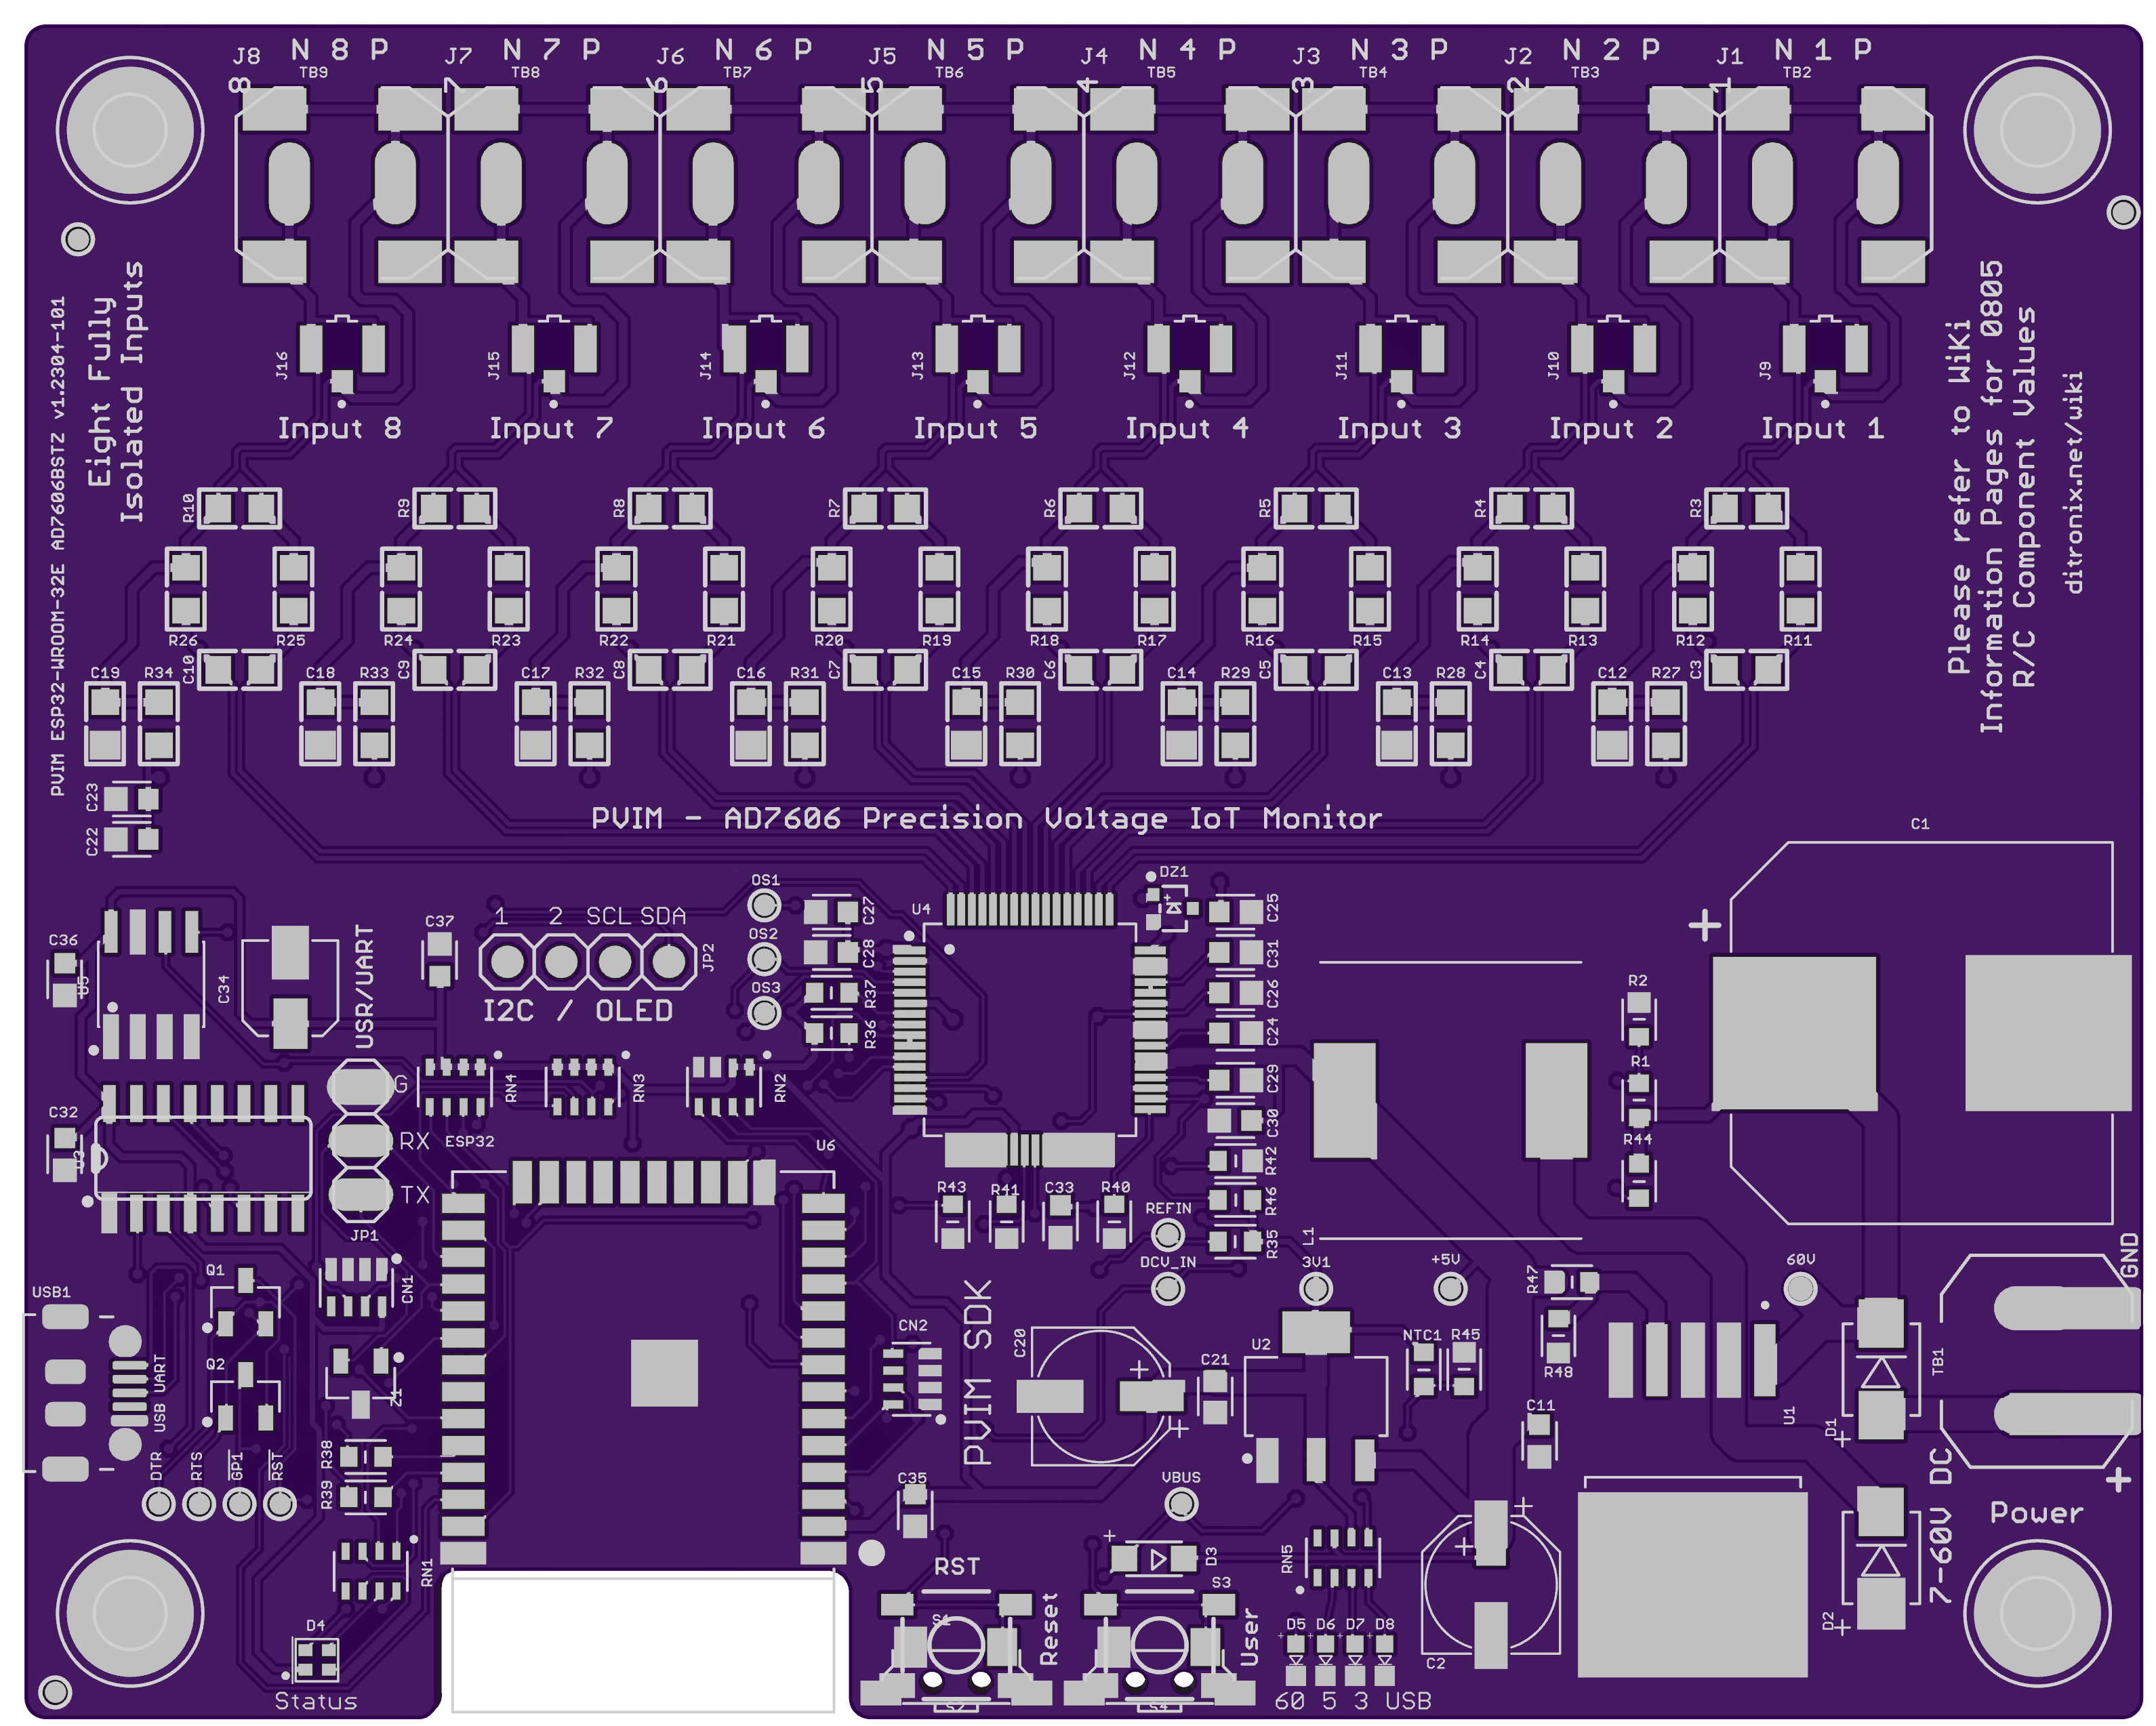 J8 N 8 P J7 N 7 P J6 N 6 P J5 N 5 P J4 N 4 P J3 N 3 P J2 N 2 P J1 N 1 P
TB9 TB8 TB7 TB6 TB5 TB4 TB3 TB2
8 7 6 5 4 3 2 1
J16 J15 J14 J13 J12 J11 J10 J9
Input 8 Input 7 Input 6 Input 5 Input 4 Input 3 Input 2 Input 1
PVIM ESP32-WROOM-32E AD7606BSTZ v1.2304-101
Eight Fully
Isolated Inputs
Please refer to WiKi
Information Pages for 0805
R/C Component Values
ditronix.net/wiki
R10 R9 R8 R7 R6 R5 R4 R3
R26 R25 R24 R23 R22 R21 R20 R19 R18 R17 R16 R15 R14 R13 R12 R11
C19 R34 C10 C18 R33 C9 C17 R32 C8 C16 R31 C7 C15 R30 C6 C14 R29 C5 C13 R28 C4 C12 R27 C3
C23
C22
PVIM - AD7606 Precision Voltage IoT Monitor
C1
+
OS1
OS2
OS3
C27
C28
R37
R36
U4
DZ1
+
C25
C31
C26
C24
C29
C30
R42
R46
R35
C36
U5
C34
USR/UART
C37
1 2 SCL SDA
JP2
I2C / OLED
R2
R1
R44
G
RX
TX
JP1
RN4
RN3
RN2
C32
U3
ESP32
U6
R43 R41 C33 R40
REFIN
DCV_IN
L1
3V1
+5V
60V
GND
USB1
Q1
Q2
CN1
Z1
USB UART
CN2
PVIM SDK
C20
+
+
C21
U2
NTC1 R45
R47
R48
C11
U1
D1
+
TB1
+
DTR
RTS
GP1
RST
R38
R39
C35
VBUS
7-60V DC
Power
RN1
RST
+
D3
RN5
+
+
C2
D2
+
D4
Status
S1
S2
Reset
S3
S4
User
D5 D6 D7 D8
+ + + +
60 5 3 USB